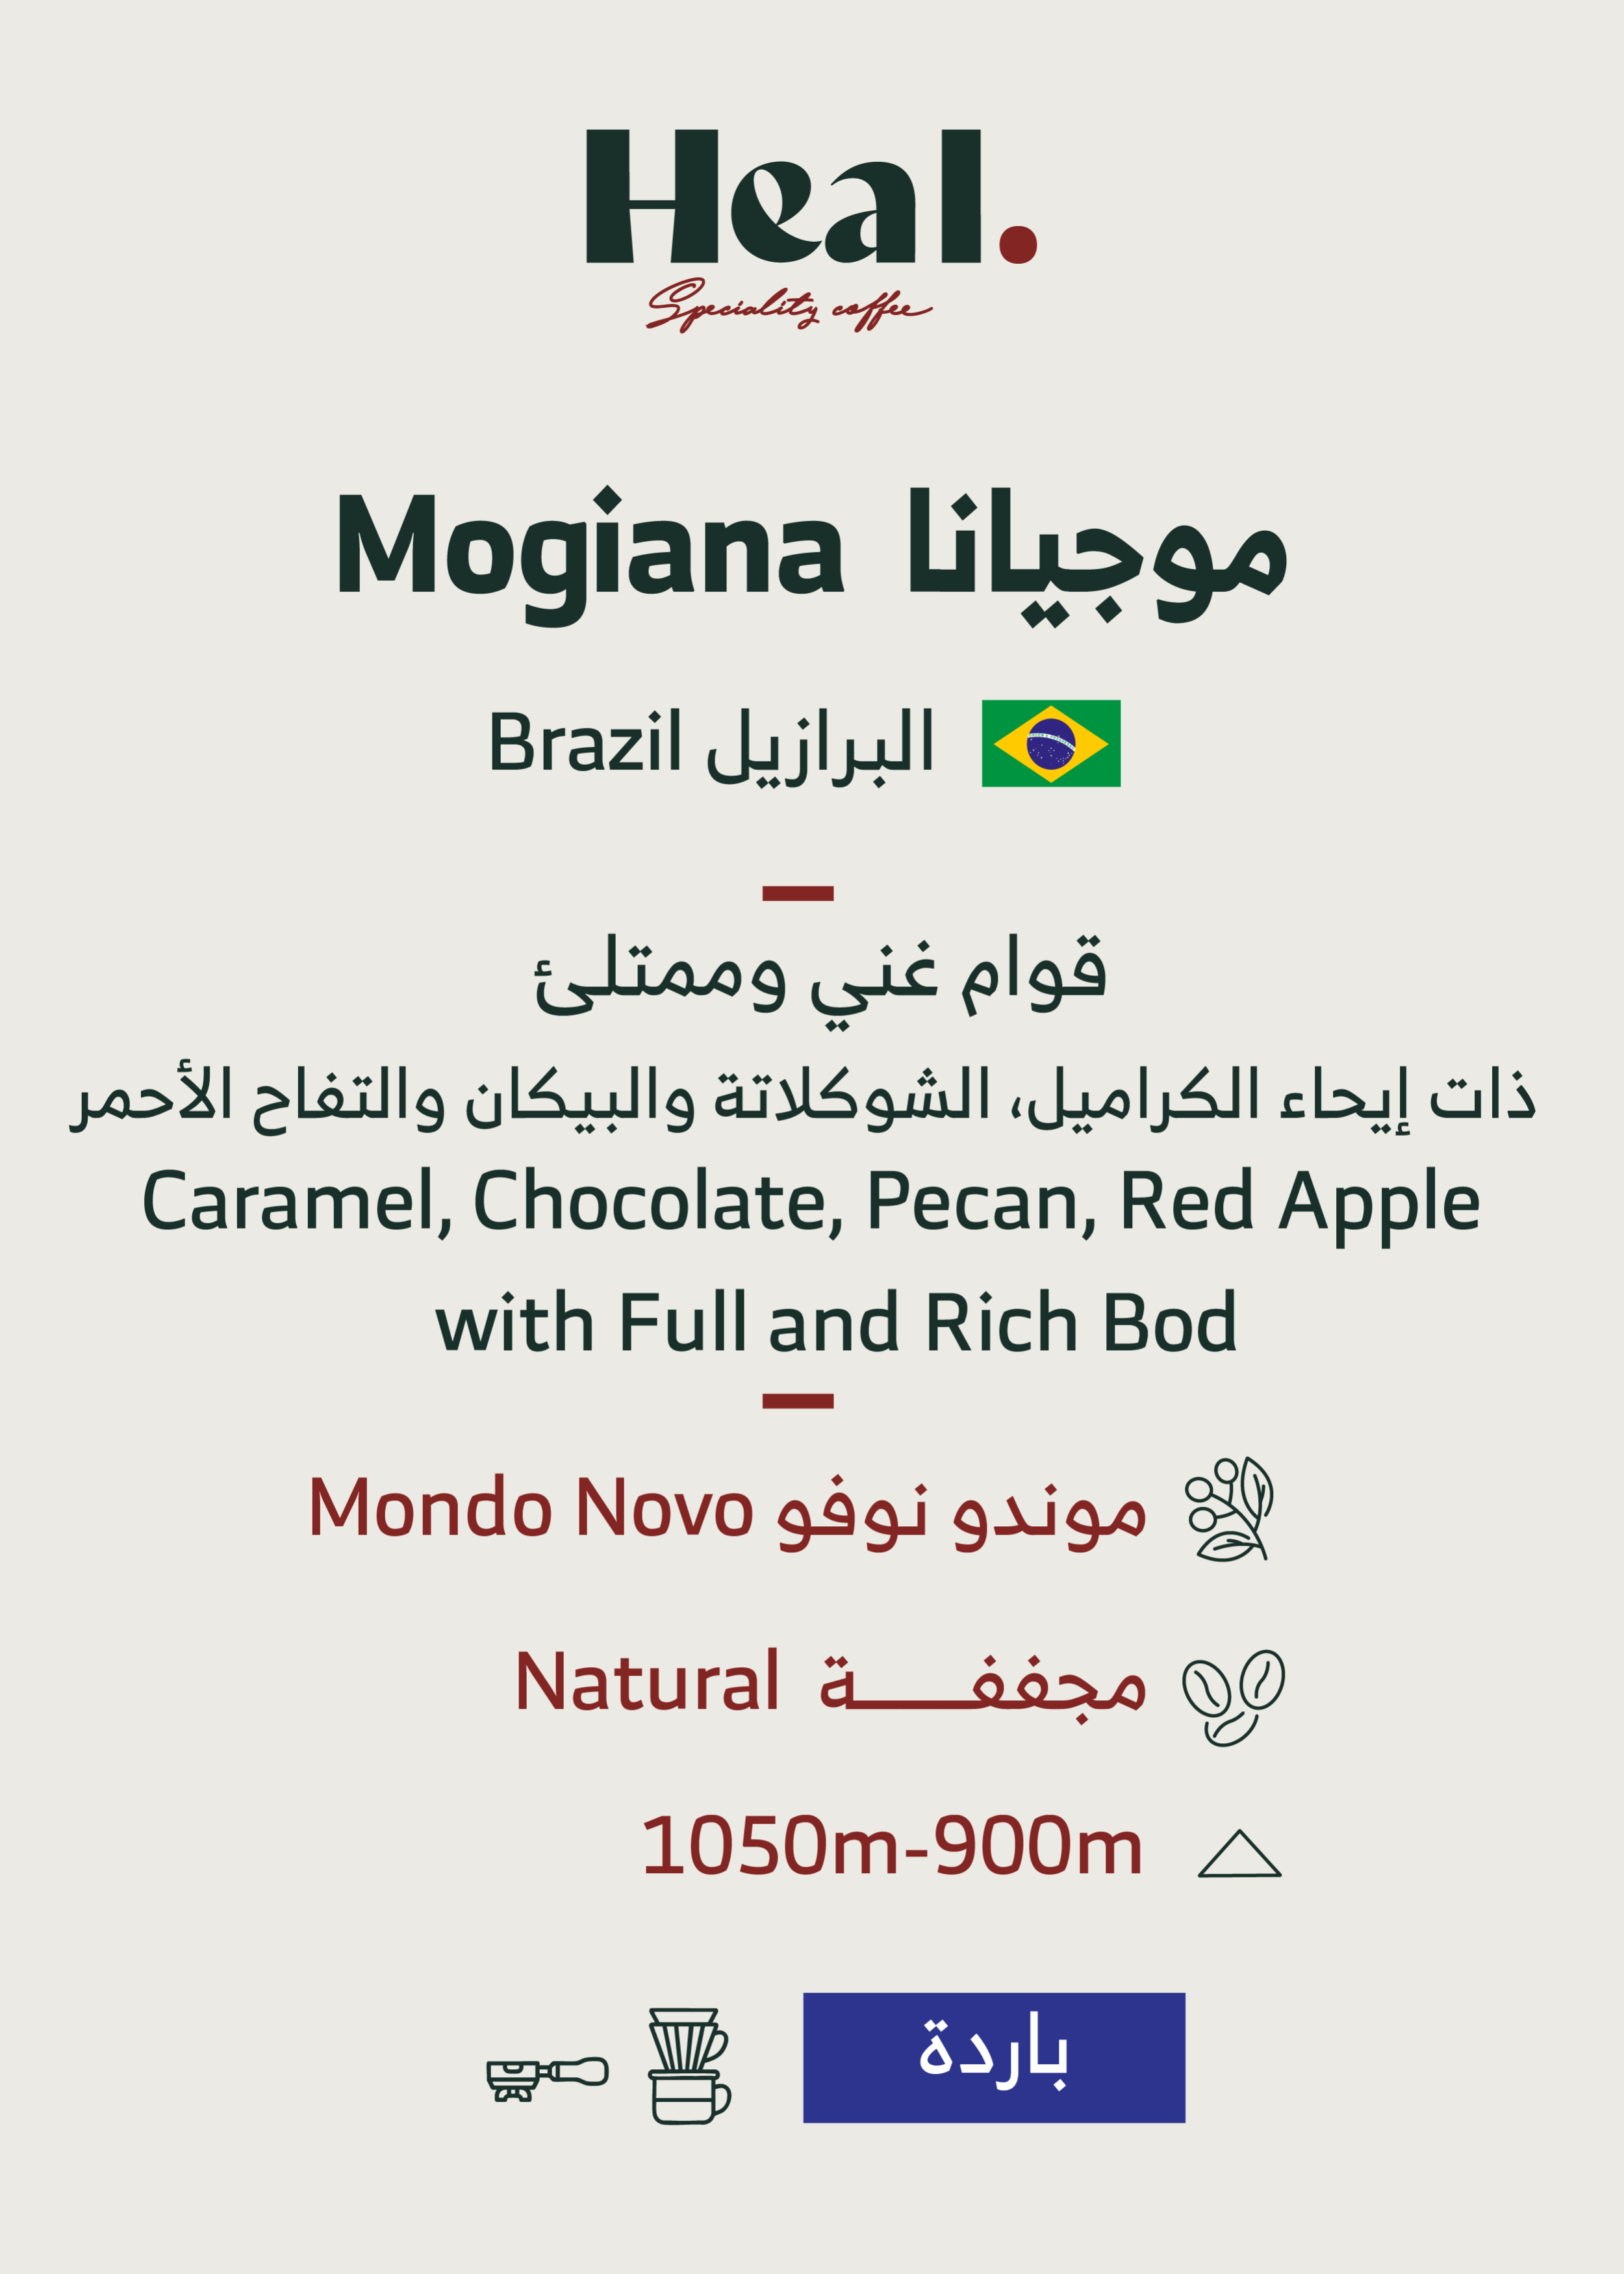 Heal.
Speciality coffee
Mogiana موجيانا
Brazil البرازيل
قوام غني وممتلئ
ذات إيحاء الكراميل، الشوكلاتة والبيكان والتفاح الأحمر
Caramel, Chocolate, Pecan, Red Apple
with Full and Rich Bod
Mondo Novo موندو نوفو
Natural مجففـــــة
1050m-900m
باردة